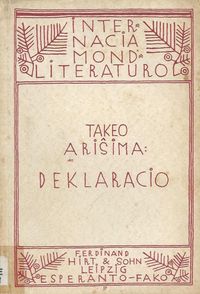 INTER-
NACIA
MOND-
LITERATURO
TAKEO
ARIŜIMA:
DEKLARACIO
FERDINAND
HIRT & SOHN
LEIPZIG
ESPERANTO-FAKO